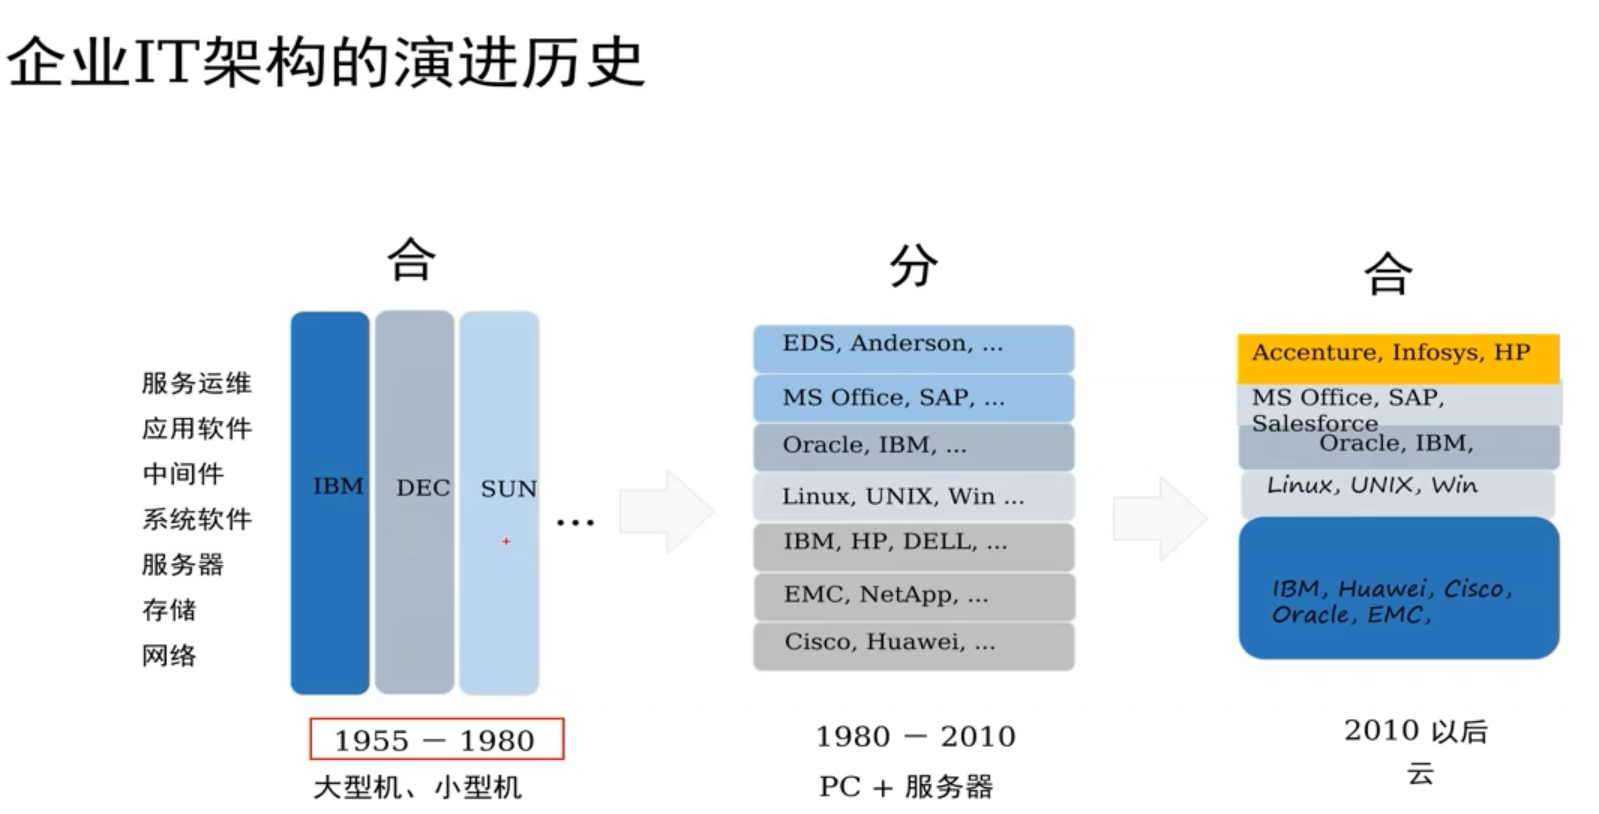 企业IT架构的演进历史
合
服务运维
应用软件
中间件
系统软件
服务器
存储
网络
IBM
DEC
SUN
...
1955 – 1980
大型机、小型机
分
EDS, Anderson, ...
MS Office, SAP, ...
Oracle, IBM, ...
Linux, UNIX, Win ...
IBM, HP, DELL, ...
EMC, NetApp, ...
Cisco, Huawei, ...
1980 – 2010
PC + 服务器
合
Accenture, Infosys, HP
MS Office, SAP,
Salesforce
Oracle, IBM,
Linux, UNIX, Win
IBM, Huawei, Cisco,
Oracle, EMC,
2010 以后
云